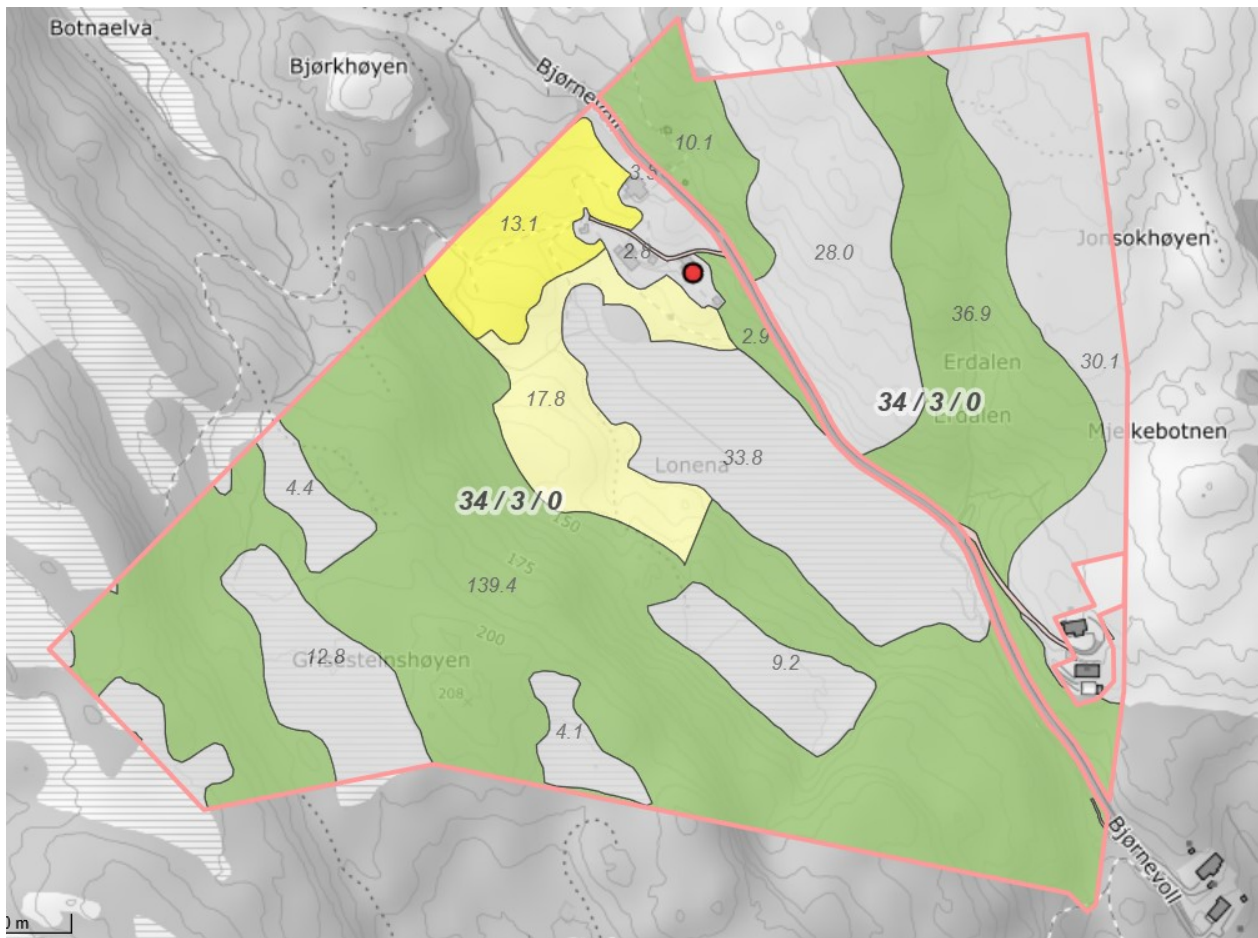 Botnaelva
Bjørkhøyen
Bjørnevoll
10.1
3.5
13.1
2.8
28.0
Jonsokhøyen
36.9
2.9
30.1
Erdalen
17.8
34 / 3 / 0
Erdalen
Mjelkebotnen
33.8
Lonena
4.4
34 / 3 / 0
150
175
139.4
200
12.8
Grisesteinshøyen
9.2
208
4.1
Bjørnevoll
0 m